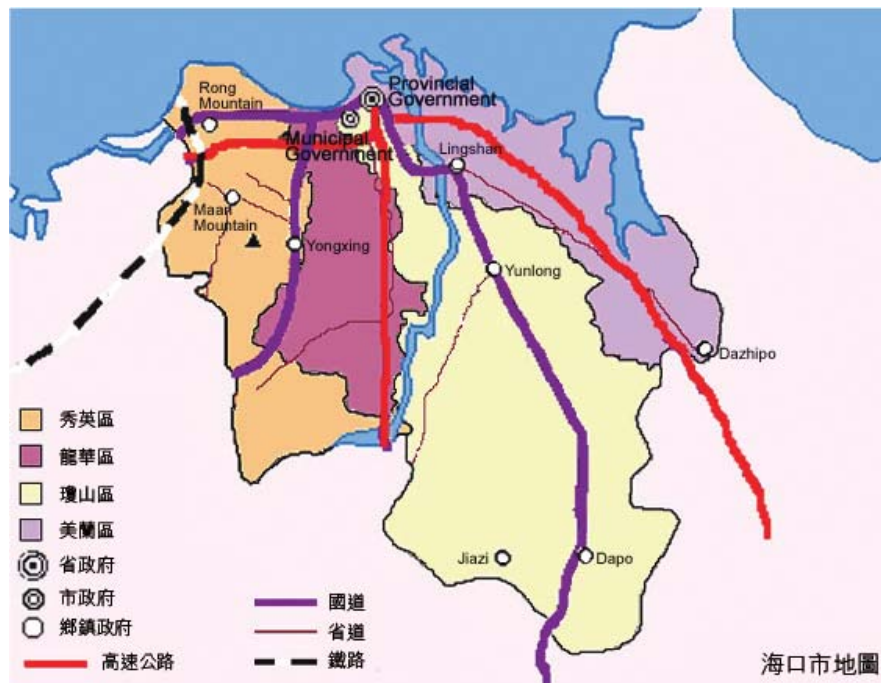 Rong
Mountain
Provincial
Government
Municipal
Government
Lingshan
Maan
Mountain
Yongxing
Yunlong
Dazhipo
Jiazi
Dapo
秀英區
龍華區
瓊山區
美蘭區
省政府
市政府
鄉鎮政府
高速公路
國道
省道
鐵路
海口市地圖